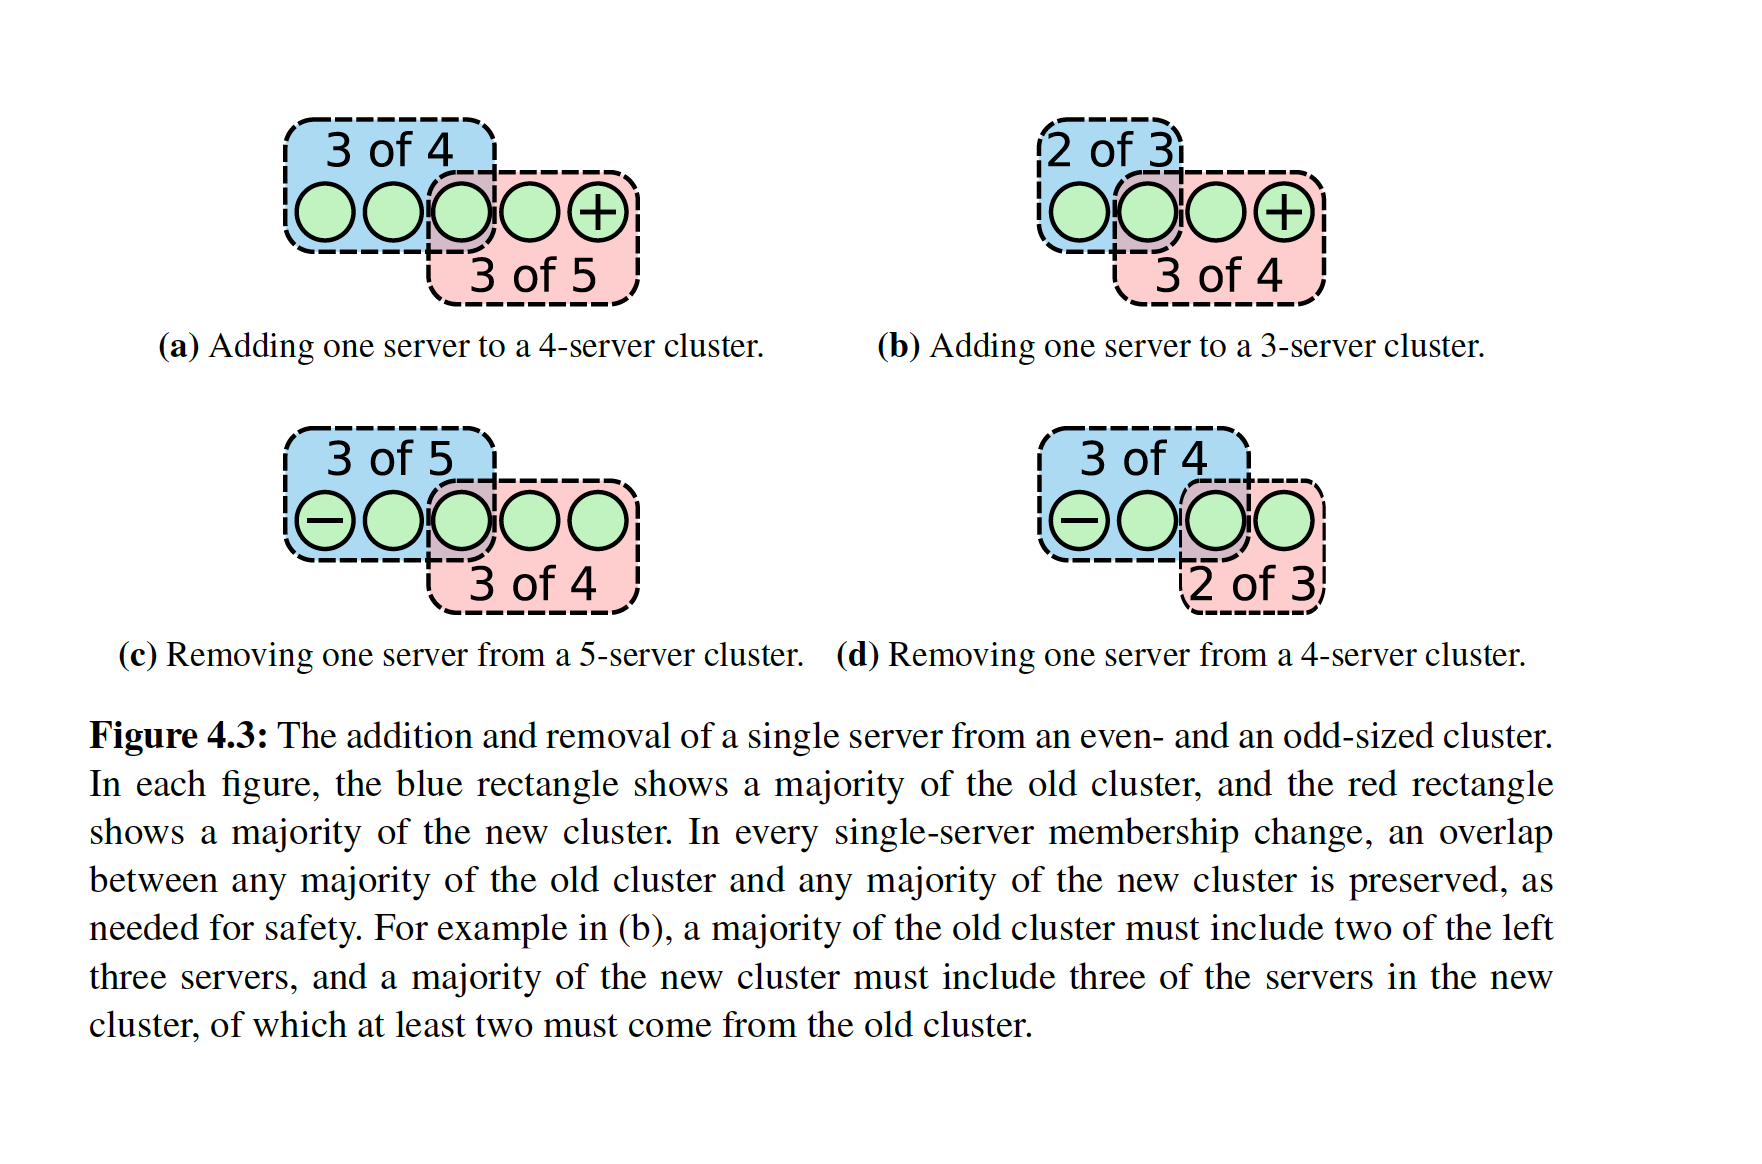 3 of 4
3 of 5
(a) Adding one server to a 4-server cluster.
2 of 3
3 of 4
(b) Adding one server to a 3-server cluster.
3 of 5
3 of 4
(c) Removing one server from a 5-server cluster.
3 of 4
2 of 3
(d) Removing one server from a 4-server cluster.
Figure 4.3: The addition and removal of a single server from an even- and an odd-sized cluster.
In each figure, the blue rectangle shows a majority of the old cluster, and the red rectangle
shows a majority of the new cluster. In every single-server membership change, an overlap
between any majority of the old cluster and any majority of the new cluster is preserved, as
needed for safety. For example in (b), a majority of the old cluster must include two of the left
three servers, and a majority of the new cluster must include three of the servers in the new
cluster, of which at least two must come from the old cluster.